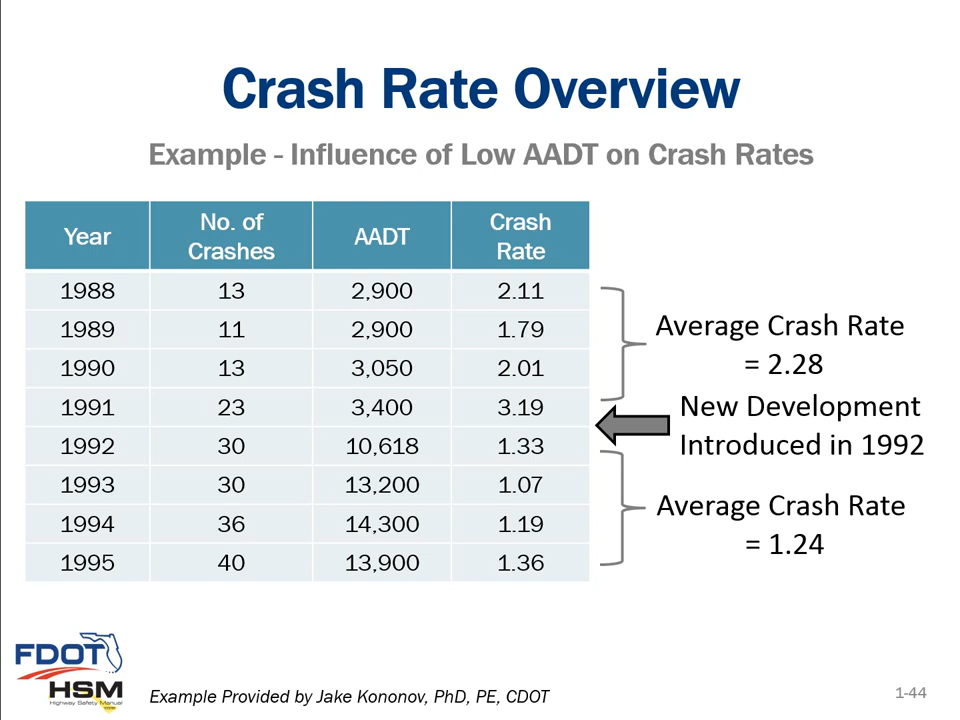 Crash Rate Overview
Example - Influence of Low AADT on Crash Rates
Year No. of Crashes AADT Crash Rate
1988 13 2,900 2.11
1989 11 2,900 1.79
1990 13 3,050 2.01
1991 23 3,400 3.19
1992 30 10,618 1.33
1993 30 13,200 1.07
1994 36 14,300 1.19
1995 40 13,900 1.36
Average Crash Rate
= 2.28
New Development
Introduced in 1992
Average Crash Rate
= 1.24
FDOT
HSM
Highway Safety Manual
Example Provided by Jake Kononov, PhD, PE, CDOT
1-44